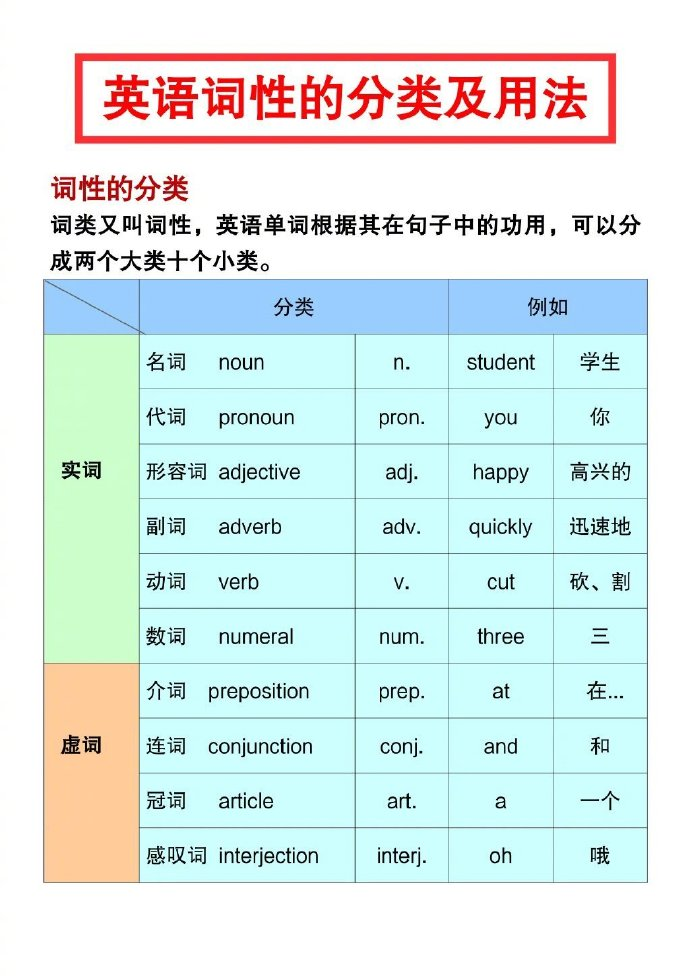 英语词性的分类及用法
词性的分类
词类又叫词性，英语单词根据其在句子中的功用，可以分
成两个大类十个小类。
分类 例如
实词
名词 noun n. student 学生
代词 pronoun pron. you 你
形容词 adjective adj. happy 高兴的
副词 adverb adv. quickly 迅速地
动词 verb v. cut 砍、割
数词 numeral num. three 三
虚词
介词 preposition prep. at 在...
连词 conjunction conj. and 和
冠词 article art. a 一个
感叹词 interjection interj. oh 哦